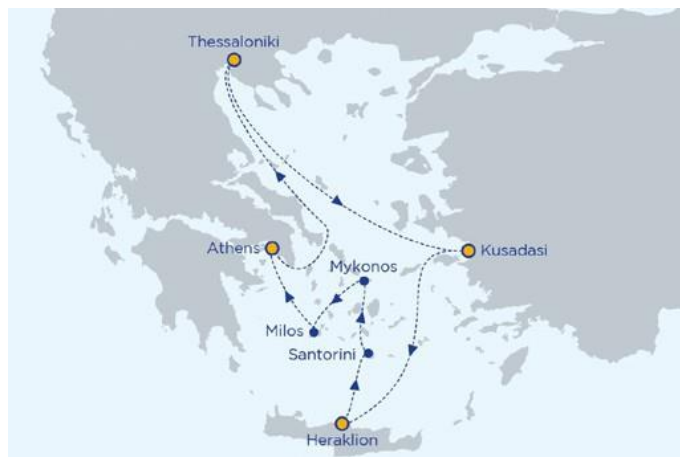 Thessaloniki
Athens
Kusadasi
Mykonos
Milos
Santorini
Heraklion